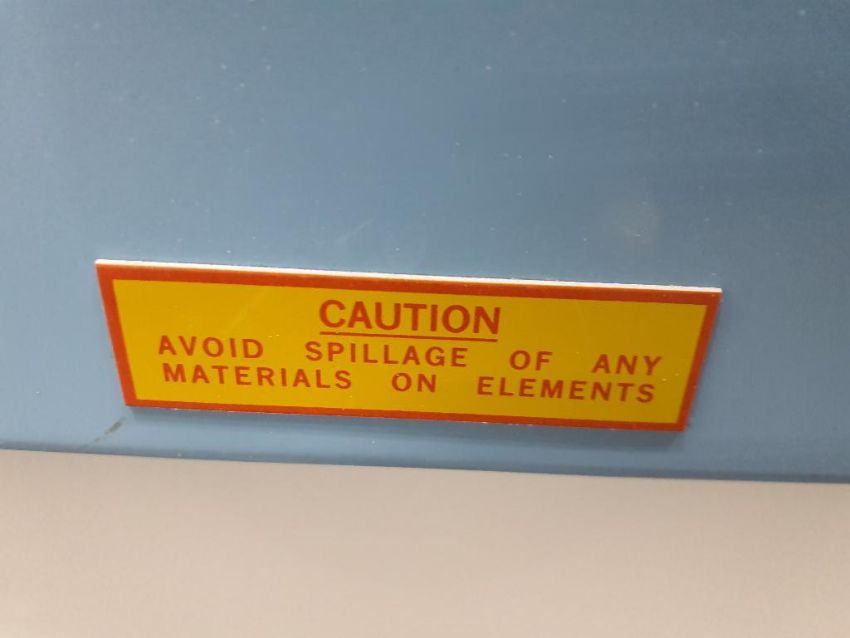 CAUTION
AVOID SPILLAGE OF ANY
MATERIALS ON ELEMENTS